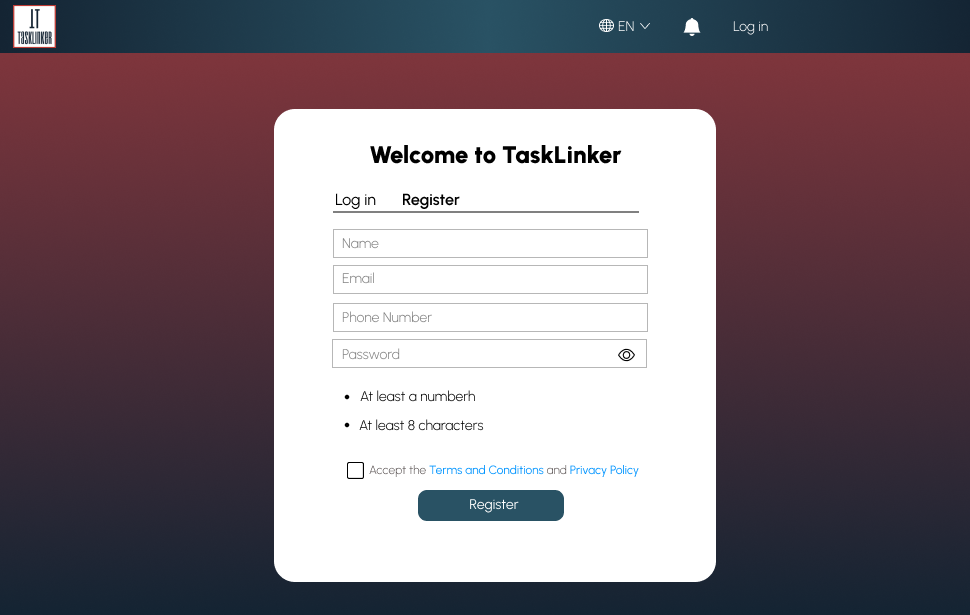 IT
TASKLINKER
EN
Log in
Welcome to TaskLinker
Log in Register
Name
Email
Phone Number
Password
• At least a numberh
• At least 8 characters
Accept the Terms and Conditions and Privacy Policy
Register